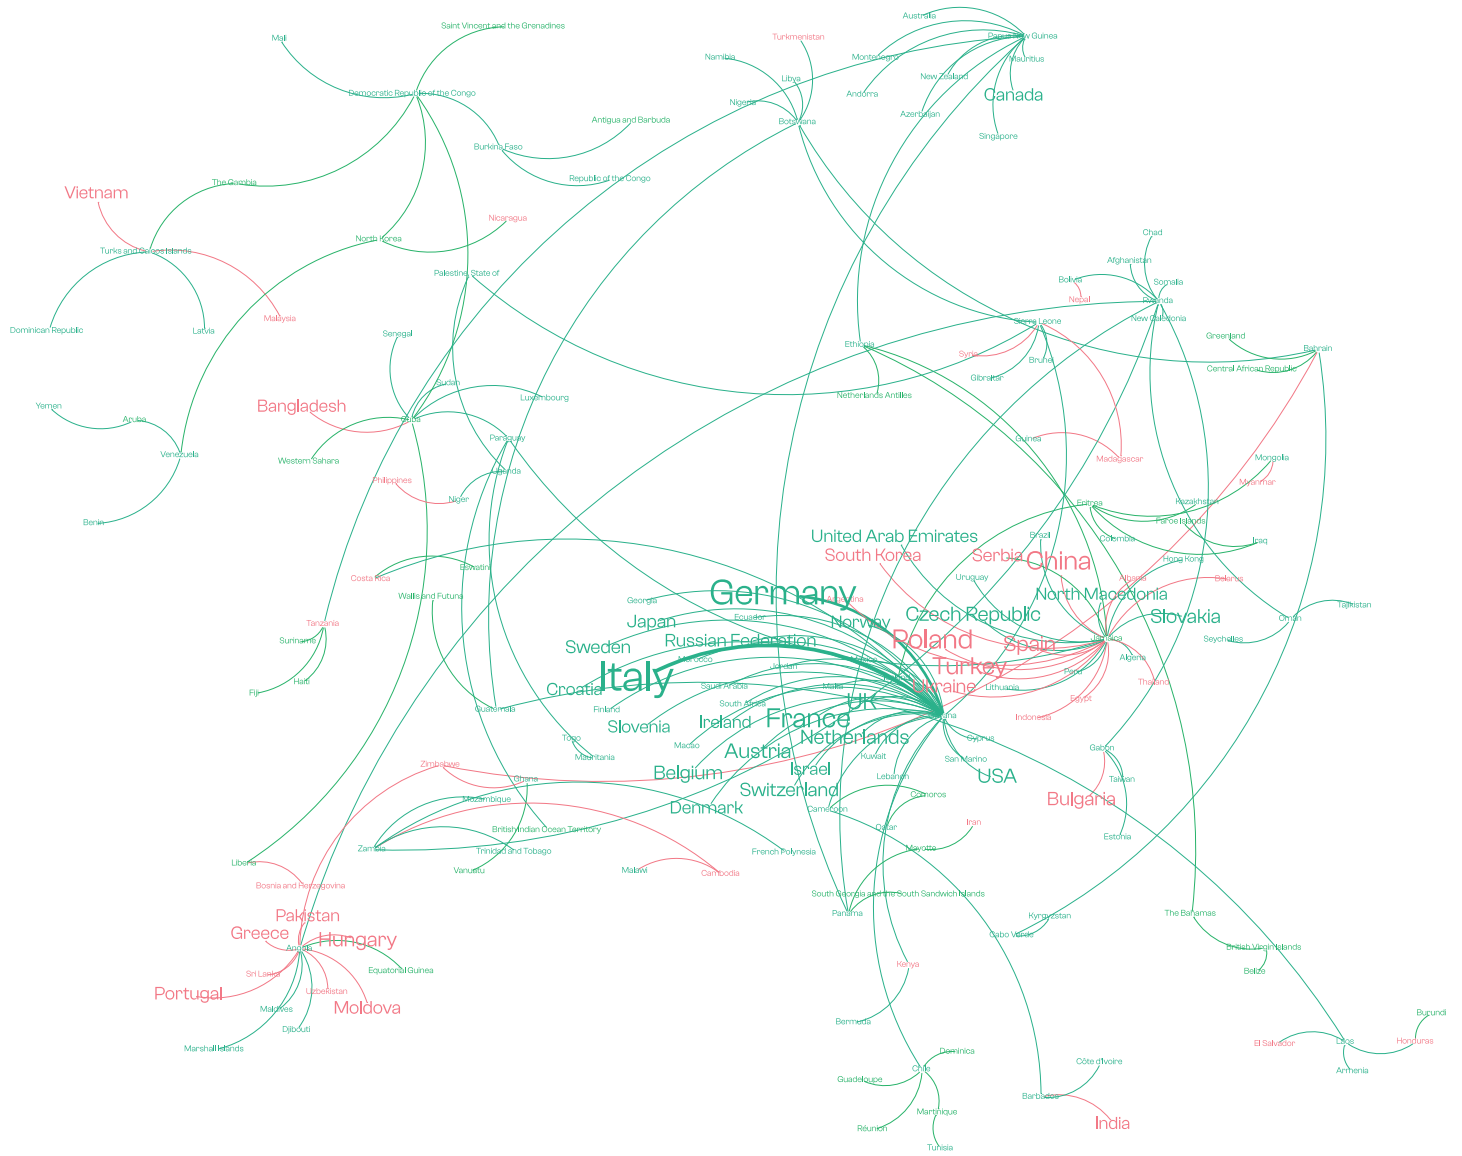 Australia
Saint Vincent and the Grenadines
Mali
Turkmenistan
Papua New Guinea
Namibia
Montenegro
Mauritius
Libya
New Zealand
Democratic Republic of the Congo
Andorra
Canada
Nigeria
Azerbaijan
Antigua and Barbuda
Botswana
Singapore
Burkina Faso
Republic of the Congo
The Gambia
Vietnam
Nicaragua
Chad
North Korea
Turks and Caicos Islands
Afghanistan
Palestine, State of
Bolivia
Somalia
Nepal
Rwanda
Malaysia
New Caledonia
Sierra Leone
Dominican Republic
Latvia
Senegal
Greenland
Ethiopia
Bahrain
Syria
Brunei
Central African Republic
Gibraltar
Sudan
Netherlands Antilles
Luxembourg
Bangladesh
Yemen
Aruba
Cuba
Paraguay
Guinea
Venezuela
Western Sahara
Madagascar
Mongolia
Uganda
Philippines
Myanmar
Niger
Kazakhstan
Eritrea
Benin
Faroe Islands
United Arab Emirates
Brazil
Colombia
Iraq
South Korea
Serbia
China
Hong Kong
Eswatini
Costa Rica
Uruguay
Albania
Belarus
Germany
North Macedonia
Wallis and Futuna
Georgia
Argentina
Tajikistan
Czech Republic
Slovakia
Ecuador
Oman
Japan
Norway
Tanzania
Suriname
Sweden
Russian Federation
Poland
Spain
Jamaica
Seychelles
Morocco
Mexico
Algeria
Jordan
Turkey
Peru
Italy
Haiti
Thailand
Fiji
Croatia
Saudi Arabia
Malta
Ukraine
Lithuania
Egypt
Guatemala
Finland
South Africa
UK
Indonesia
Slovenia
Ireland
France
Togo
Macao
Netherlands
Cyprus
Gabon
Mauritania
Austria
Kuwait
San Marino
Zimbabwe
Belgium
Israel
Lebanon
USA
Ghana
Taiwan
Switzerland
Comoros
Bulgaria
Mozambique
Denmark
Cameroon
British Indian Ocean Territory
Qatar
Iran
Estonia
Zambia
Trinidad and Tobago
French Polynesia
Mayotte
Liberia
Vanuatu
Malawi
Cambodia
Bosnia and Herzegovina
South Georgia and the South Sandwich Islands
Pakistan
Panama
Kyrgyzstan
The Bahamas
Greece
Hungary
Cabo Verde
Angola
British Virgin Islands
Kenya
Sri Lanka
Equatorial Guinea
Belize
Portugal
Uzbekistan
Moldova
Maldives
Burundi
Bermuda
Djibouti
Marshall Islands
El Salvador
Laos
Honduras
Dominica
Côte d'Ivoire
Chile
Armenia
Guadeloupe
Barbados
Martinique
India
Réunion
Tunisia